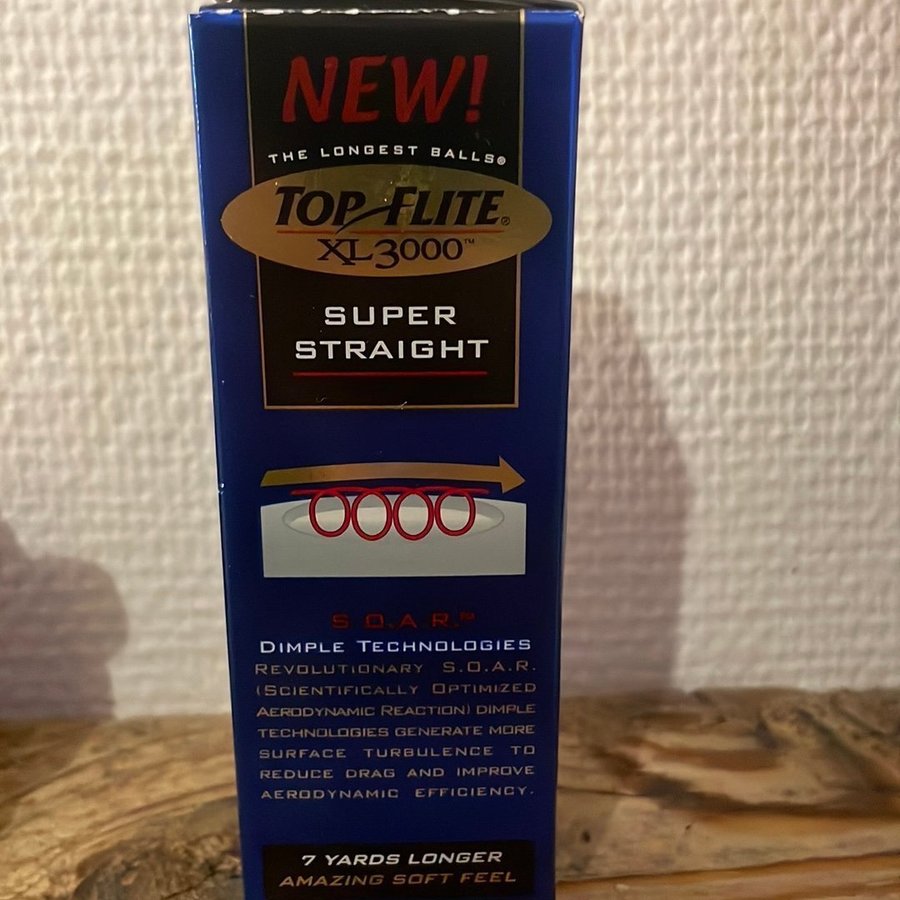 NEW!
THE LONGEST BALLS®
TOP FLITE®
XL3000™
SUPER
STRAIGHT
S.O.A.R.™
DIMPLE TECHNOLOGIES
REVOLUTIONARY S.O.A.R.
(SCIENTIFICALLY OPTIMIZED
AERODYNAMIC REACTION) DIMPLE
TECHNOLOGIES GENERATE MORE
SURFACE TURBULENCE TO
REDUCE DRAG AND IMPROVE
AERODYNAMIC EFFICIENCY.
7 YARDS LONGER
AMAZING SOFT FEEL